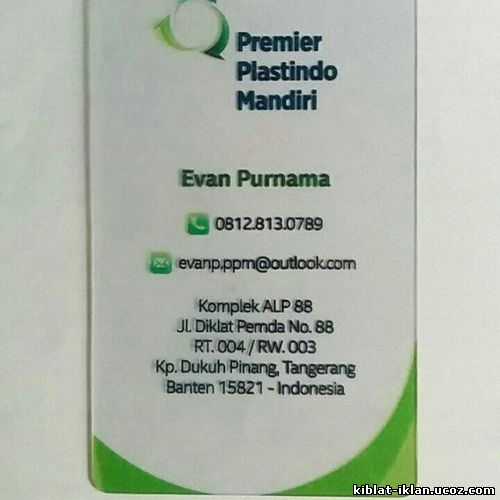 Premier
Plastindo
Mandiri
Evan Purnama
0812.813.0789
evanp.ppm@outlook.com
Komplek ALP 88
Jl. Diklat Pemda No. 88
RT. 004 / RW. 003
Kp. Dukuh Pinang, Tangerang
Banten 15821 - Indonesia
kiblat-iklan.ucoz.com